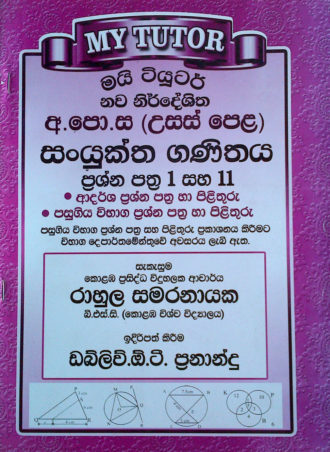 MY TUTOR
මයි ටියුටර්
නව නිර්දේශිත
අ.පො.ස (උසස් පෙළ)
සංයුක්ත ගණිතය
ප්‍රශ්න පත්‍ර 1 සහ 11
• ආදර්ශ ප්‍රශ්න පත්‍ර හා පිළිතුරු
• පසුගිය විභාග ප්‍රශ්න පත්‍ර හා පිළිතුරු
පසුගිය විභාග ප්‍රශ්න පත්‍ර සහ පිළිතුරු ප්‍රකාශනය කිරීමට
විභාග දෙපාර්තමේන්තුවේ අවසරය ලැබී ඇත.
සැකසුම
කොළඹ ප්‍රසිද්ධ විද්‍යාලක ආචාර්ය
රාහුල සමරනායක
බී.එස්.සී. (කොළඹ විශ්ව විද්‍යාලය)
ඉදිරිපත් කිරීම
ඩබ්ලිව්.ඕ.ටී. ප්‍රනාන්දු